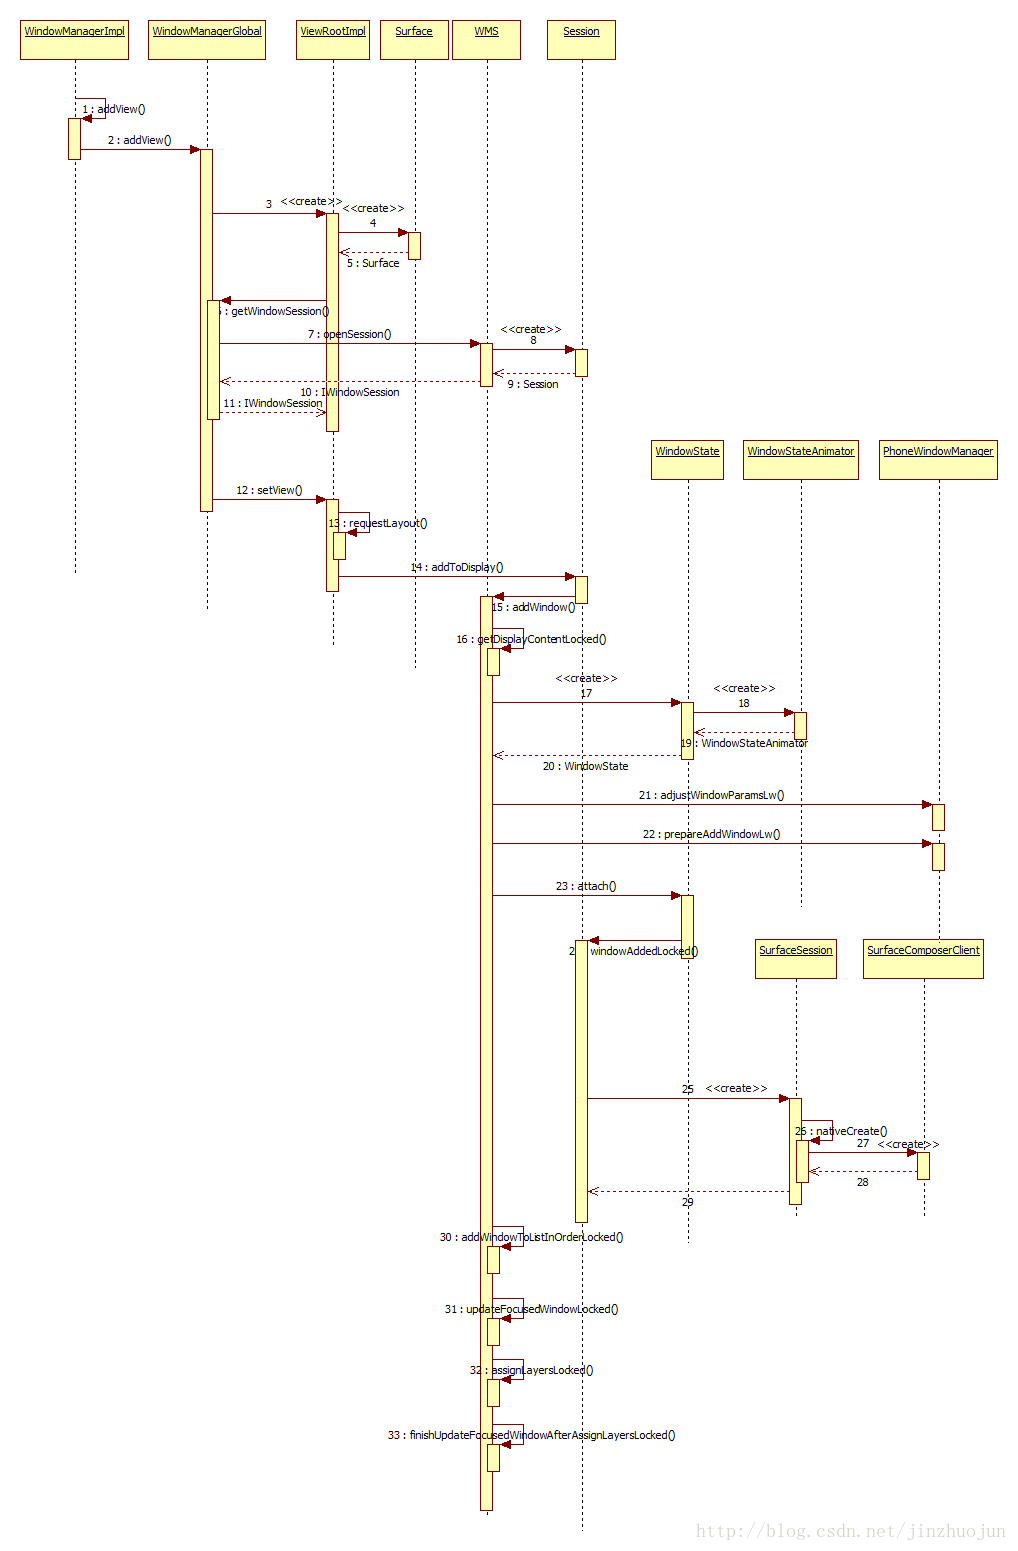 WindowManagerImpl
WindowManagerGlobal
ViewRootImpl
Surface
WMS
Session
1 : addView()
2 : addView()
3
<<create>>
<<create>>
4
5 : Surface
6 : getWindowSession()
7 : openSession()
<<create>>
8
9 : Session
10 : IWindowSession
11 : IWindowSession
WindowState
WindowStateAnimator
PhoneWindowManager
12 : setView()
13 : requestLayout()
14 : addToDisplay()
15 : addWindow()
16 : getDisplayContentLocked()
<<create>>
17
<<create>>
18
19 : WindowStateAnimator
20 : WindowState
21 : adjustWindowParamsLw()
22 : prepareAddWindowLw()
23 : attach()
2 windowAddedLocked()
SurfaceSession
SurfaceComposerClient
25
<<create>>
26 : nativeCreate()
27
<<create>>
28
29
30 : addWindowToListInOrderLocked()
31 : updateFocusedWindowLocked()
32 : assignLayersLocked()
33 : finishUpdateFocusedWindowAfterAssignLayersLocked()
http://blog.csdn.net/jinzhuojun